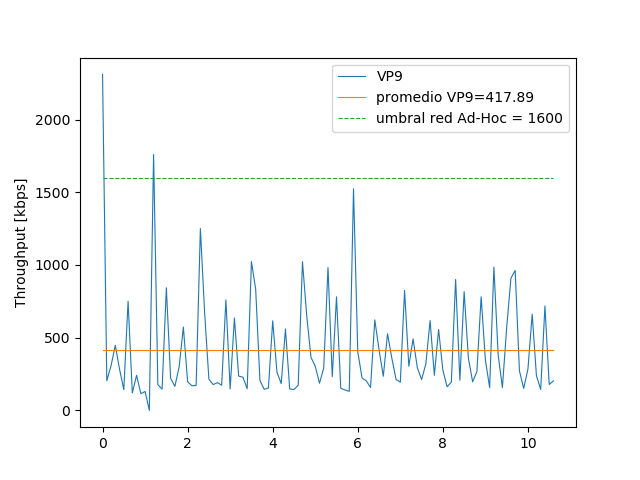 VP9
promedio VP9=417.89
umbral red Ad-Hoc = 1600
Throughput [kbps]
2000
1500
1000
500
0
0 2 4 6 8 10